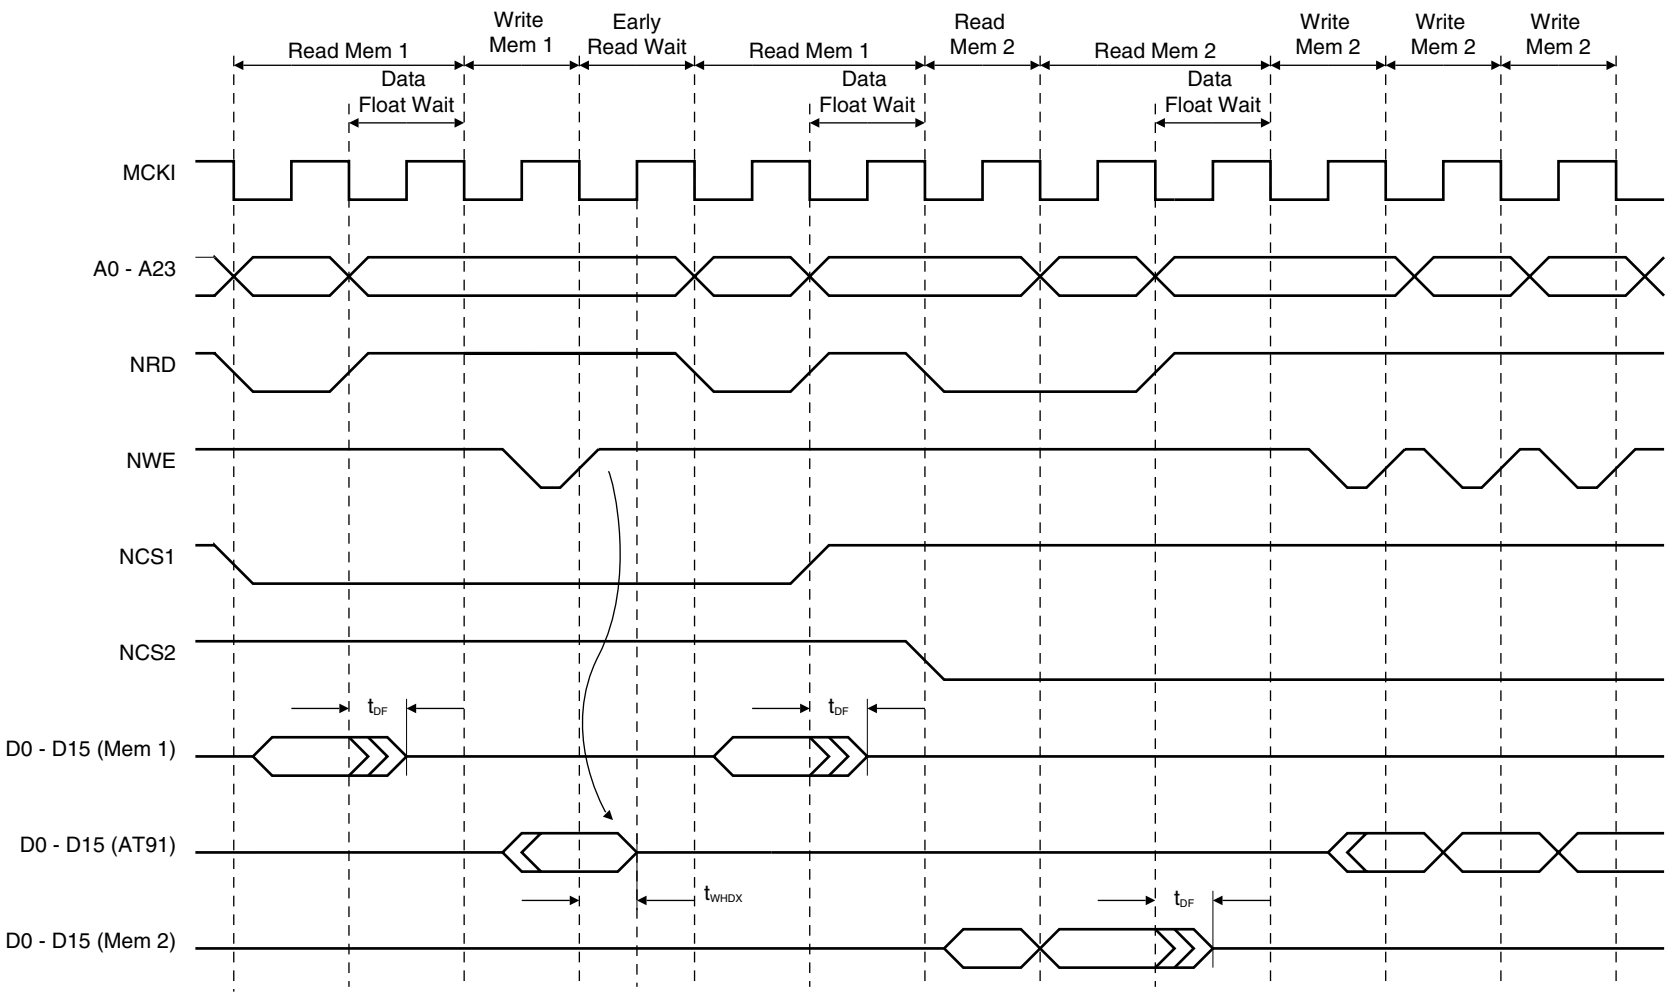 Write
Mem 1
Early
Read Wait
Read
Mem 2
Write
Mem 2
Write
Mem 2
Write
Mem 2
Read Mem 1
Read Mem 1
Read Mem 2
Data
Float Wait
Data
Float Wait
Data
Float Wait
MCKI
A0 - A23
NRD
NWE
NCS1
NCS2
tDF
tDF
D0 - D15 (Mem 1)
D0 - D15 (AT91)
tWHDX
tDF
D0 - D15 (Mem 2)